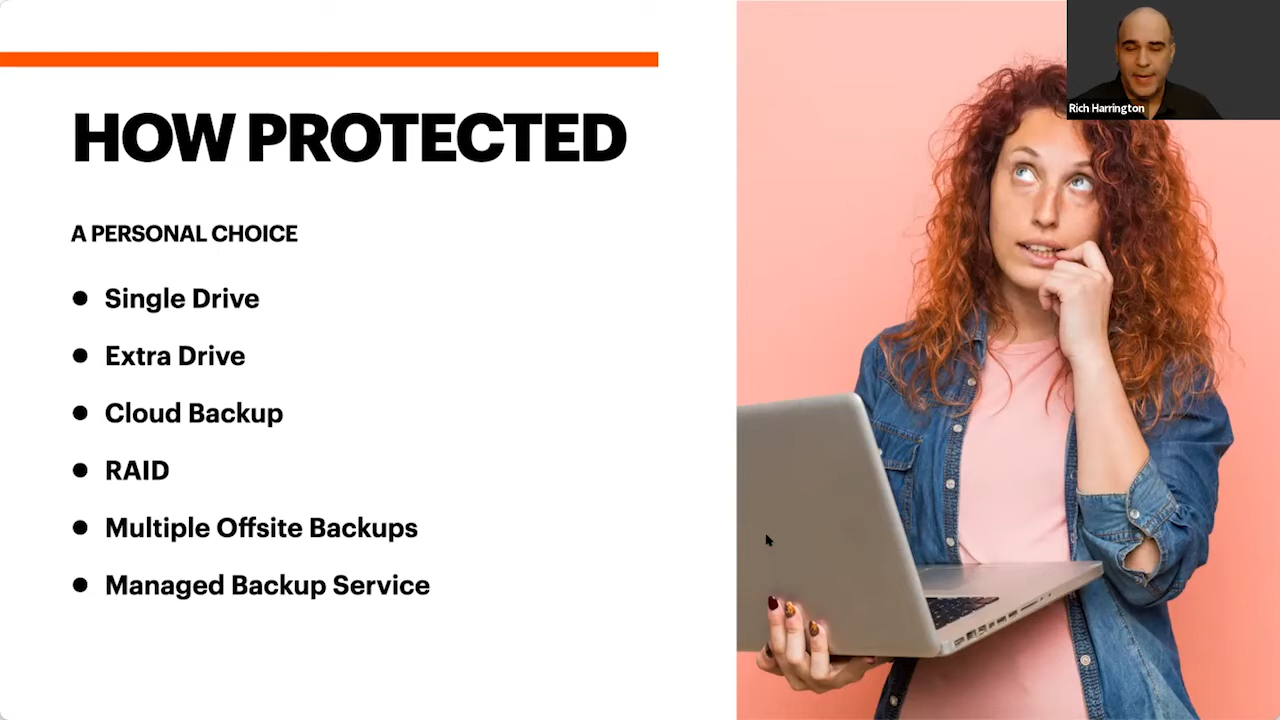 HOW PROTECTED
A PERSONAL CHOICE
● Single Drive
● Extra Drive
● Cloud Backup
● RAID
● Multiple Offsite Backups
● Managed Backup Service
Rich Harrington